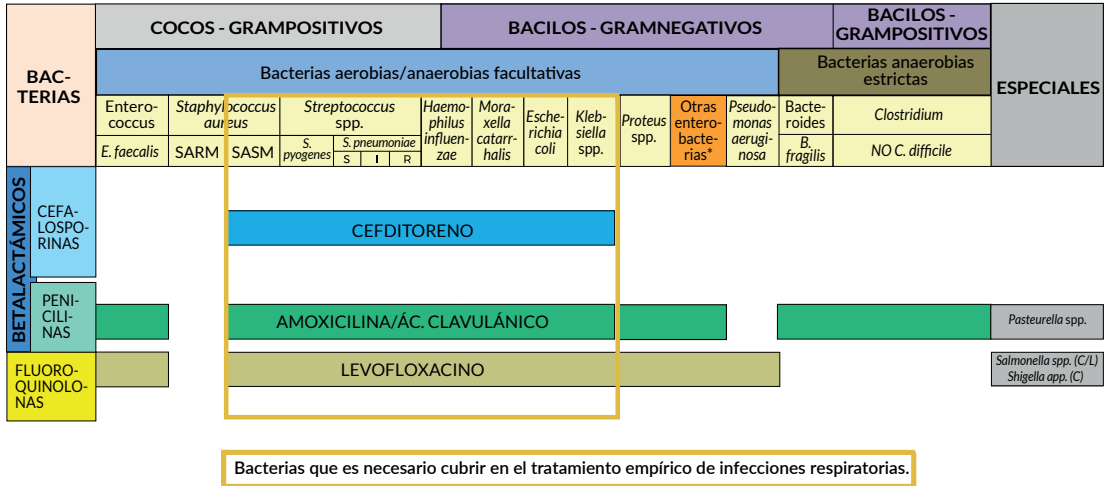 BAC-
TERIAS
COCOS - GRAMPOSITIVOS
BACILOS - GRAMNEGATIVOS
BACILOS -
GRAMPOSITIVOS
ESPECIALES
Bacterias aerobias/anaerobias facultativas
Bacterias anaerobias
estrictas
Entero-
coccus
Staphylococcus
aureus
Streptococcus
spp.
Haemo-
philus
influen-
zae
Mora-
xella
catarr-
halis
Esche-
richia
coli
Kleb-
siella
spp.
Proteus
spp.
Otras
entero-
bacte-
rias*
Pseudo-
monas
aerugi-
nosa
Bacte-
roides
Clostridium
E. faecalis
SARM
SASM
S.
pyogenes
S. pneumoniae
S
I
R
B.
fragilis
NO C. difficile
BETALACTÁMICOS
CEFA-
LOSPO-
RINAS
CEFDITORENO
PENI-
CILI-
NAS
AMOXICILINA/ÁC. CLAVULÁNICO
Pasteurella spp.
FLUORO-
QUINOLO-
NAS
LEVOFLOXACINO
Salmonella spp. (C/L)
Shigella app. (C)
Bacterias que es necesario cubrir en el tratamiento empírico de infecciones respiratorias.